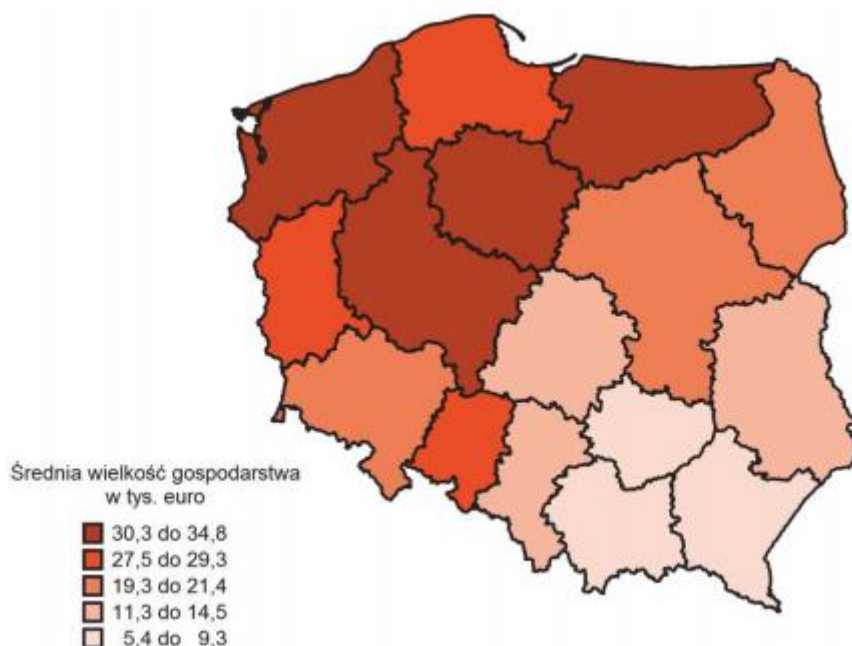 Średnia wielkość gospodarstwa
w tys. euro
30,3 do 34,8
27,5 do 29,3
19,3 do 21,4
11,3 do 14,5
5,4 do 9,3